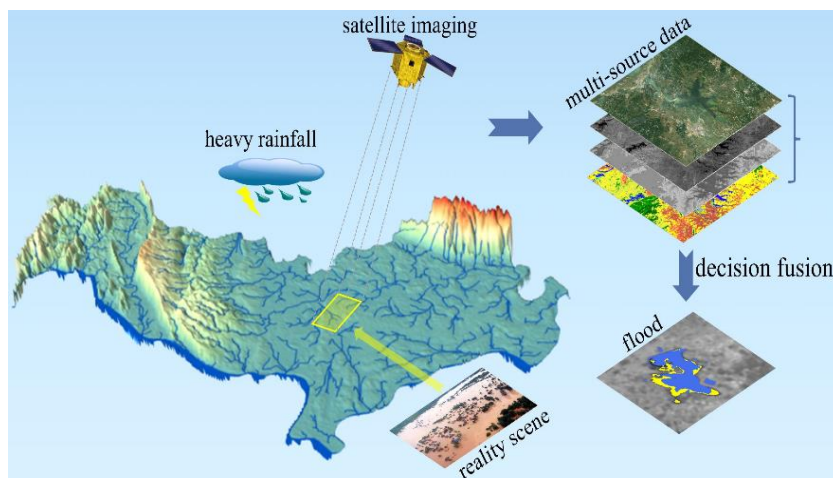 satellite imaging
multi-source data
heavy rainfall
decision fusion
flood
reality scene